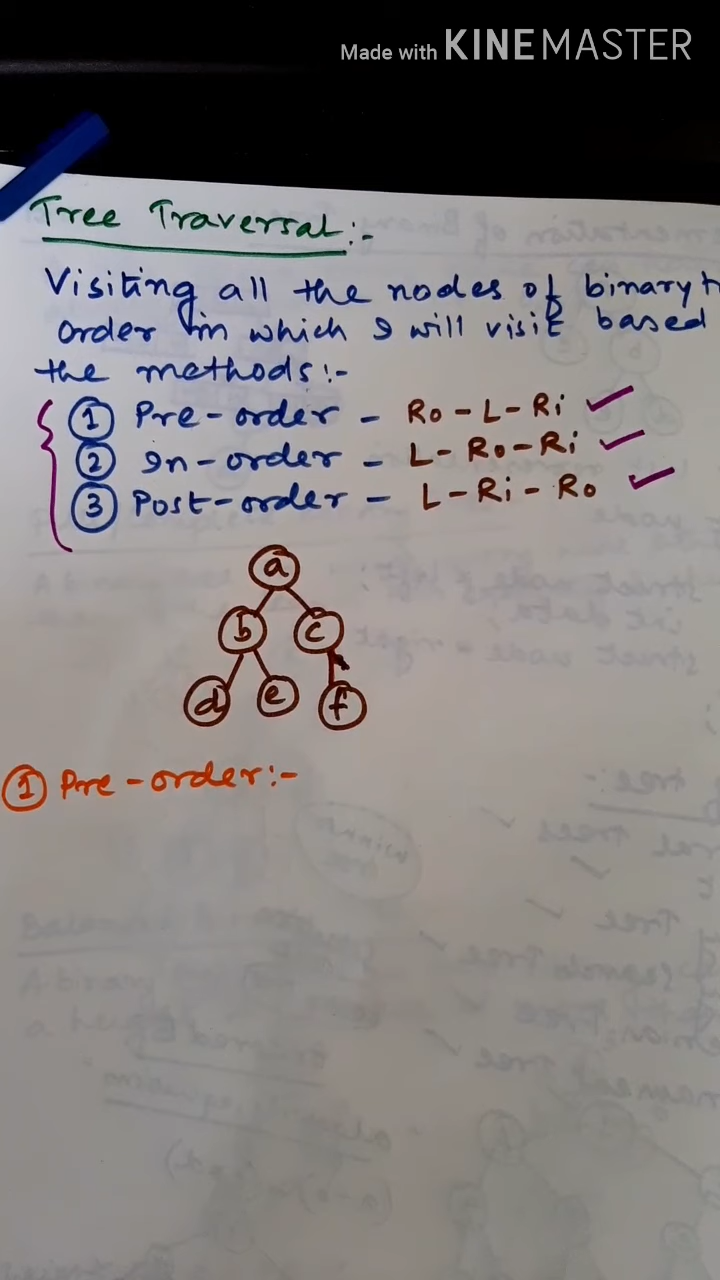 Made with KINEMASTER
Tree Traversal:-
Visiting all the nodes of binary
order in which I will visit based
the methods:-
① Pre-order - Ro-L-Ri ✓
② In-order - L-Ro-Ri ✓
③ Post-order - L-Ri-Ro ✓
a
b c
d e f
① Pre-order:-